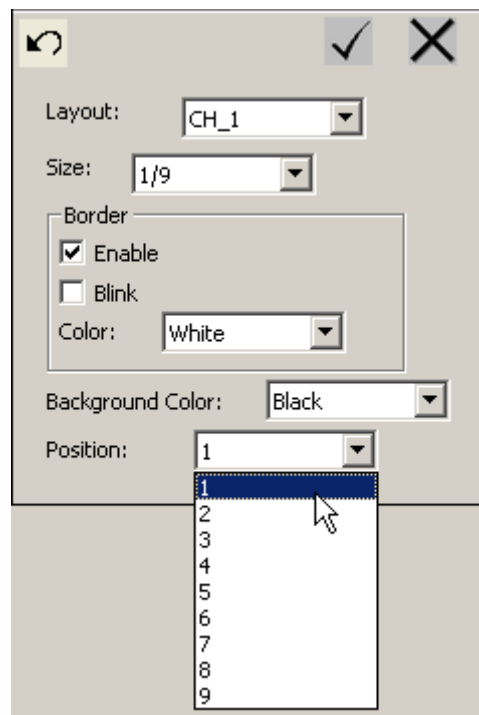 Layout: CH_1
Size: 1/9
Border
Enable
Blink
Color: White
Background Color: Black
Position: 1
1
2
3
4
5
6
7
8
9